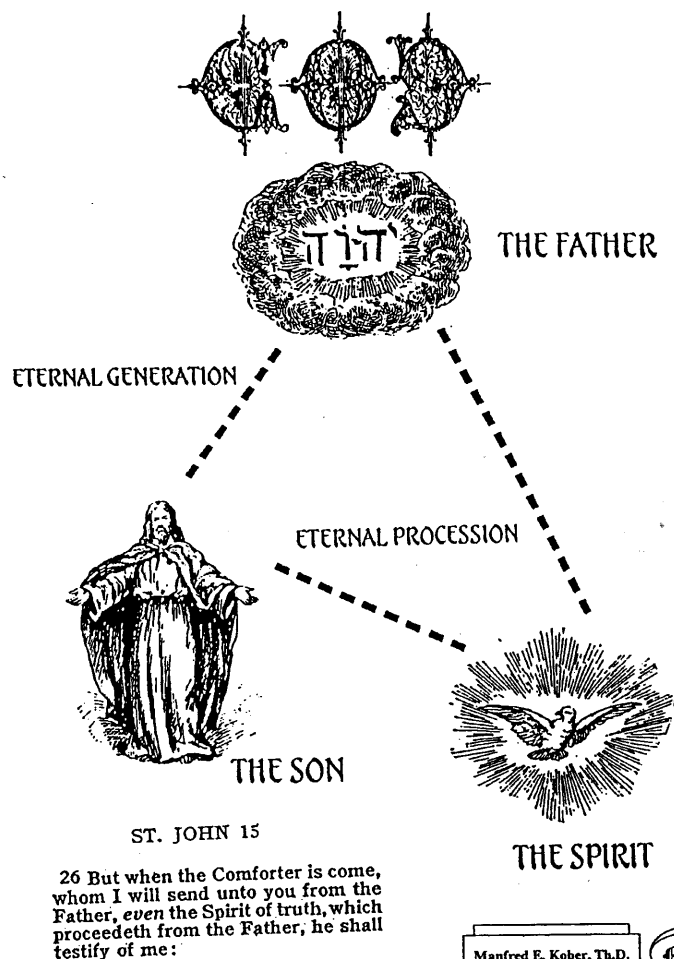 יְהוָֹה
THE FATHER
ETERNAL GENERATION
ETERNAL PROCESSION
THE SON
ST. JOHN 15
26 But when the Comforter is come,
whom I will send unto you from the
Father, even the Spirit of truth, which
proceedeth from the Father, he shall
testify of me:
THE SPIRIT
Manfred E. Kober, Th.D.